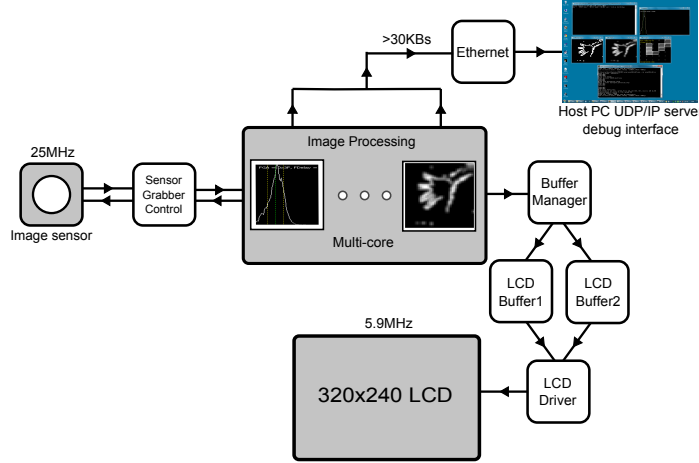 >30KBs
Ethernet
Host PC UDP/IP serve
debug interface
Image Processing
25MHz
Sensor
Grabber
Control
Image sensor
Multi-core
Buffer
Manager
LCD
Buffer1
LCD
Buffer2
5.9MHz
320x240 LCD
LCD
Driver